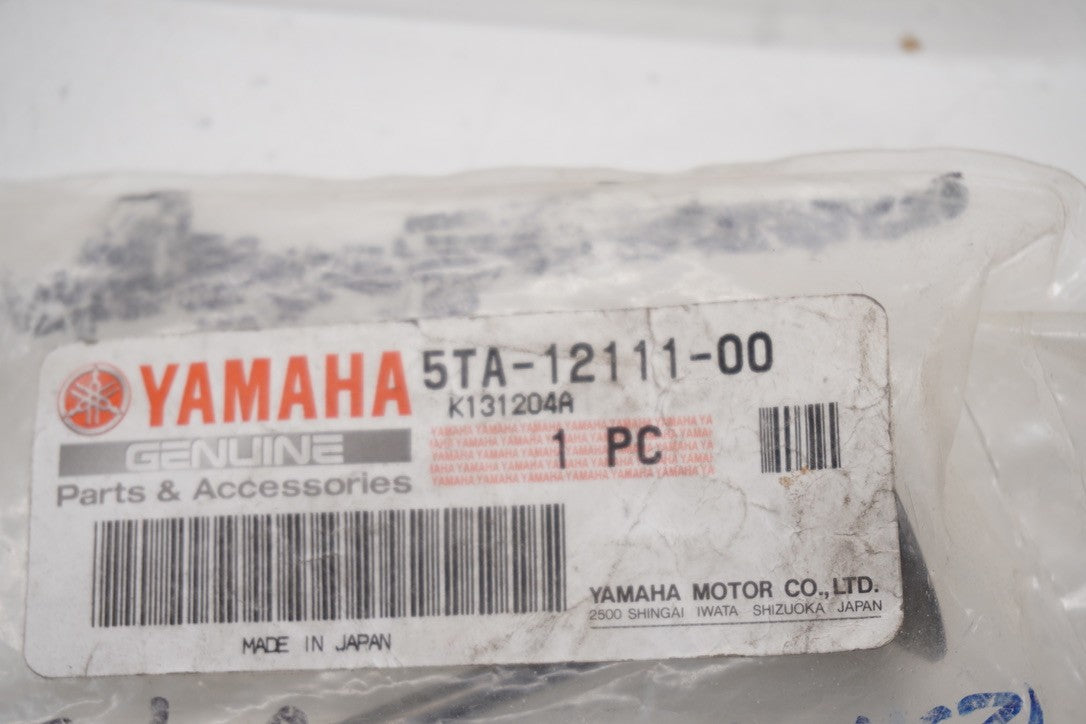 YAMAHA 5TA-12111-00
K131204A
GENUINE
1 PC
Parts & Accessories
YAMAHA MOTOR CO.,LTD.
2500 SHINGAI IWATA SHIZUOKA JAPAN
MADE IN JAPAN